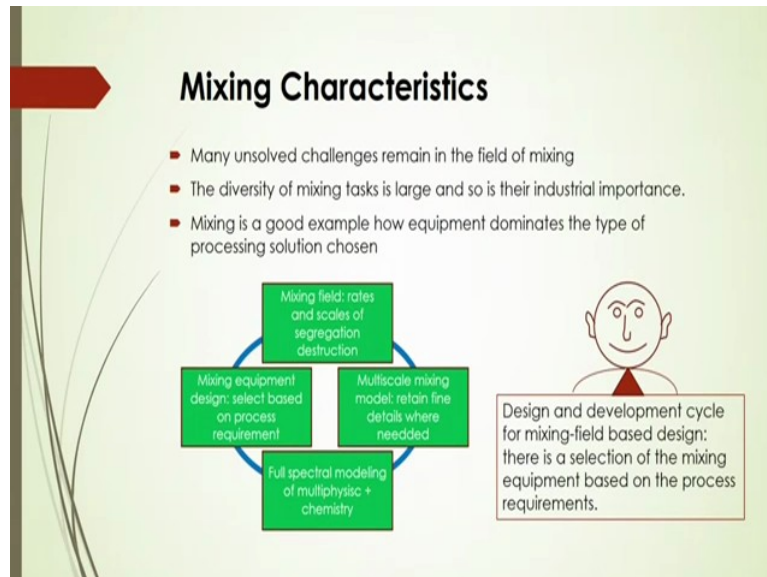 Mixing Characteristics
Many unsolved challenges remain in the field of mixing
The diversity of mixing tasks is large and so is their industrial importance.
Mixing is a good example how equipment dominates the type of
processing solution chosen
Mixing field: rates
and scales of
segregation
destruction
Mixing equipment
design: select based
on process
requirement
Multiscale mixing
model: retain fine
details where
needded
Full spectral modeling
of multiphysisc +
chemistry
Design and development cycle
for mixing-field based design:
there is a selection of the mixing
equipment based on the process
requirements.